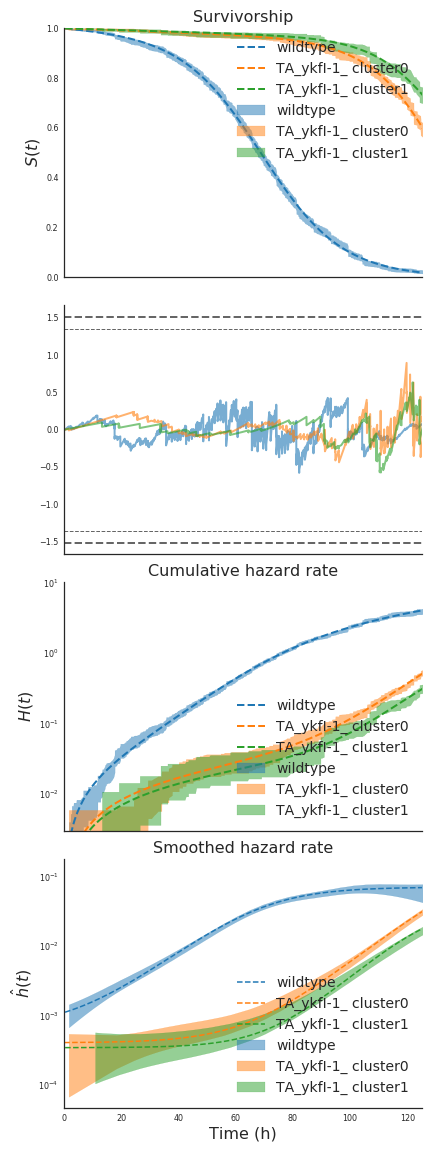 Survivorship
1.0
0.8
0.6
0.4
0.2
0.0
S(t)
wildtype
TA_ykfI-1_ cluster0
TA_ykfI-1_ cluster1
wildtype
TA_ykfI-1_ cluster0
TA_ykfI-1_ cluster1
1.5
1.0
0.5
0.0
−0.5
−1.0
−1.5
Cumulative hazard rate
10¹
10⁰
10⁻¹
10⁻²
H(t)
wildtype
TA_ykfI-1_ cluster0
TA_ykfI-1_ cluster1
wildtype
TA_ykfI-1_ cluster0
TA_ykfI-1_ cluster1
Smoothed hazard rate
10⁻¹
10⁻²
10⁻³
10⁻⁴
ĥ(t)
wildtype
TA_ykfI-1_ cluster0
TA_ykfI-1_ cluster1
wildtype
TA_ykfI-1_ cluster0
TA_ykfI-1_ cluster1
0 20 40 60 80 100 120
Time (h)